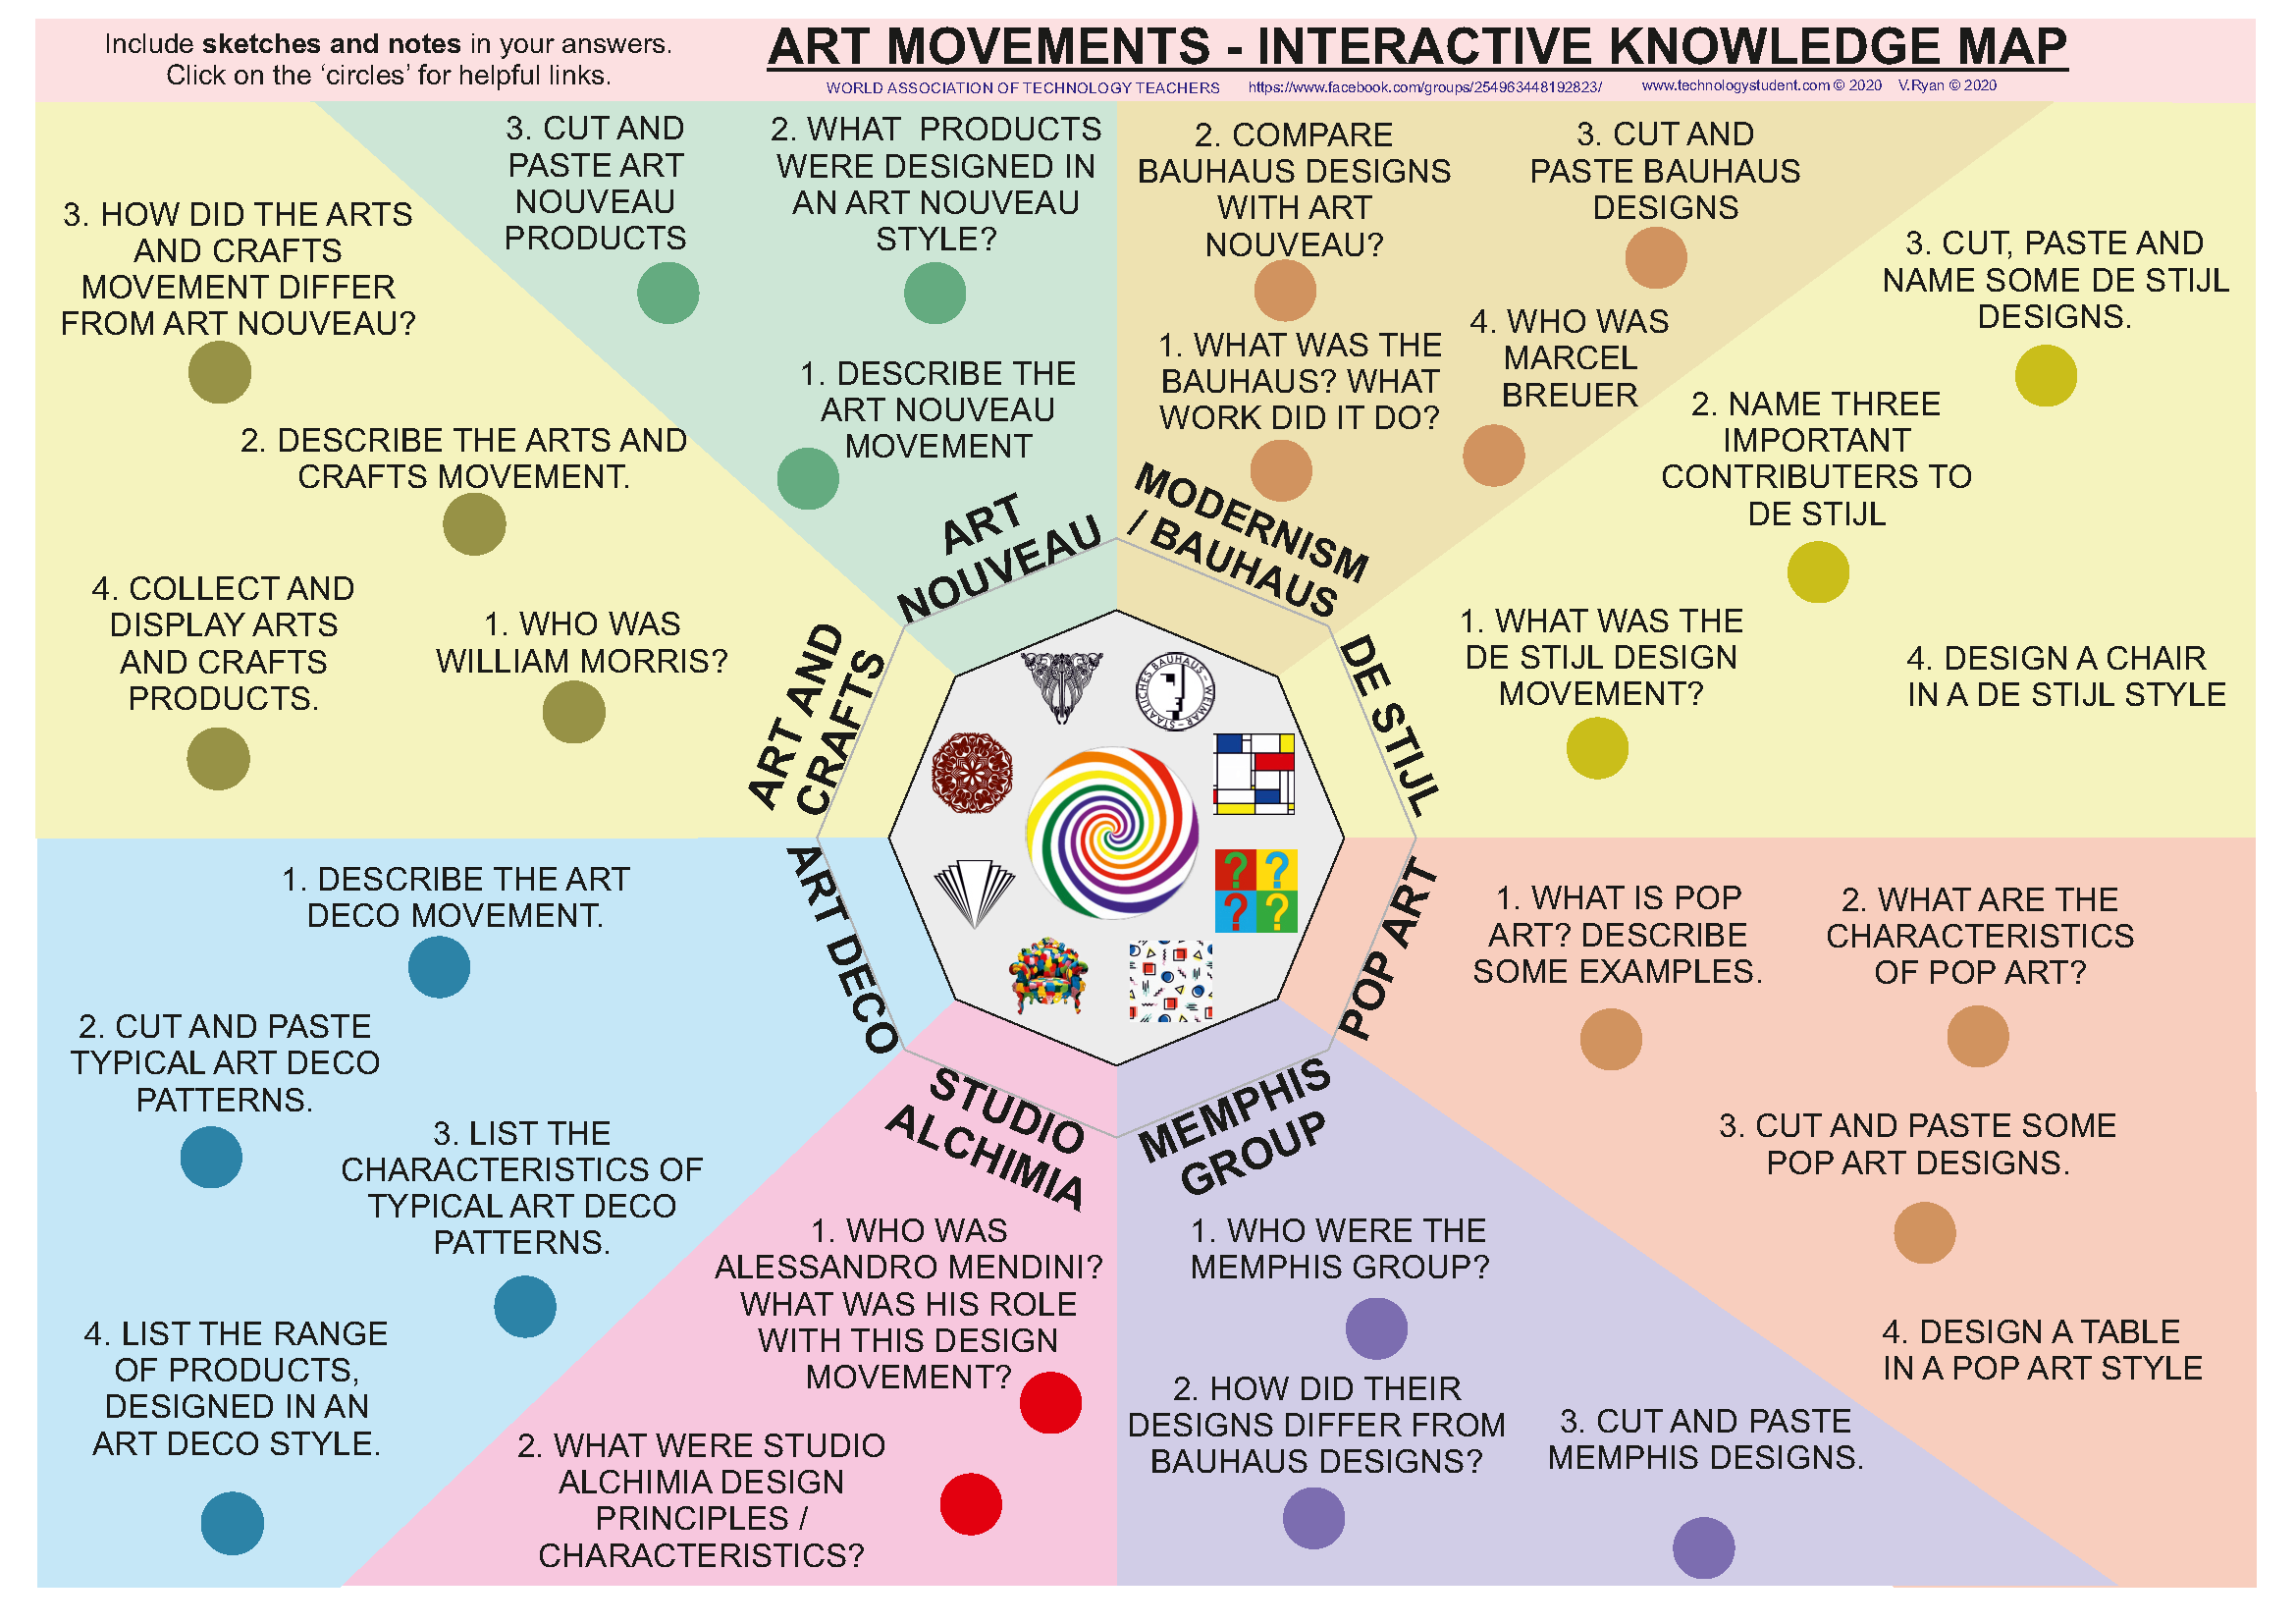 Include sketches and notes in your answers.
Click on the ‘circles’ for helpful links.
ART MOVEMENTS - INTERACTIVE KNOWLEDGE MAP
WORLD ASSOCIATION OF TECHNOLOGY TEACHERS https://www.facebook.com/groups/254963448192823/ www.technologystudent.com © 2020 V.Ryan © 2020
3. HOW DID THE ARTS
AND CRAFTS
MOVEMENT DIFFER
FROM ART NOUVEAU?
2. DESCRIBE THE ARTS AND
CRAFTS MOVEMENT.
4. COLLECT AND
DISPLAY ARTS
AND CRAFTS
PRODUCTS.
1. WHO WAS
WILLIAM MORRIS?
ART AND
CRAFTS
3. CUT AND
PASTE ART
NOUVEAU
PRODUCTS
2. WHAT PRODUCTS
WERE DESIGNED IN
AN ART NOUVEAU
STYLE?
1. DESCRIBE THE
ART NOUVEAU
MOVEMENT
ART
NOUVEAU
2. COMPARE
BAUHAUS DESIGNS
WITH ART
NOUVEAU?
3. CUT AND
PASTE BAUHAUS
DESIGNS
1. WHAT WAS THE
BAUHAUS? WHAT
WORK DID IT DO?
4. WHO WAS
MARCEL
BREUER
MODERNISM
/ BAUHAUS
3. CUT, PASTE AND
NAME SOME DE STIJL
DESIGNS.
2. NAME THREE
IMPORTANT
CONTRIBUTERS TO
DE STIJL
1. WHAT WAS THE
DE STIJL DESIGN
MOVEMENT?
4. DESIGN A CHAIR
IN A DE STIJL STYLE
DE STIJL
STAATLICHES BAUHAUS - WEIMAR -
? ?
? ?
1. DESCRIBE THE ART
DECO MOVEMENT.
2. CUT AND PASTE
TYPICAL ART DECO
PATTERNS.
3. LIST THE
CHARACTERISTICS OF
TYPICAL ART DECO
PATTERNS.
4. LIST THE RANGE
OF PRODUCTS,
DESIGNED IN AN
ART DECO STYLE.
ART DECO
STUDIO
ALCHIMIA
1. WHO WAS
ALESSANDRO MENDINI?
WHAT WAS HIS ROLE
WITH THIS DESIGN
MOVEMENT?
2. WHAT WERE STUDIO
ALCHIMIA DESIGN
PRINCIPLES /
CHARACTERISTICS?
MEMPHIS
GROUP
1. WHO WERE THE
MEMPHIS GROUP?
2. HOW DID THEIR
DESIGNS DIFFER FROM
BAUHAUS DESIGNS?
3. CUT AND PASTE
MEMPHIS DESIGNS.
POP ART
1. WHAT IS POP
ART? DESCRIBE
SOME EXAMPLES.
2. WHAT ARE THE
CHARACTERISTICS
OF POP ART?
3. CUT AND PASTE SOME
POP ART DESIGNS.
4. DESIGN A TABLE
IN A POP ART STYLE